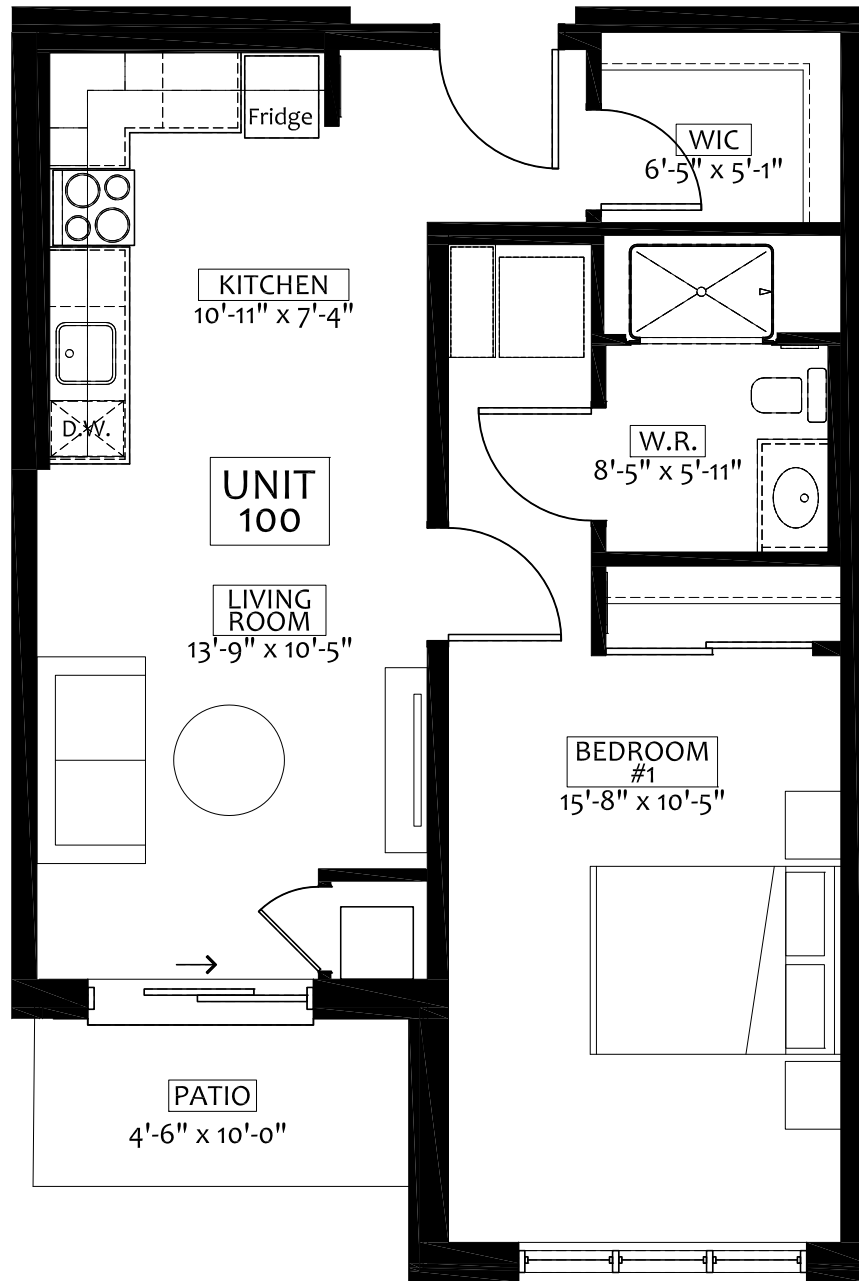 Fridge
WIC
6'-5" x 5'-1"
KITCHEN
10'-11" x 7'-4"
D.W.
W.R.
8'-5" x 5'-11"
UNIT
100
LIVING
ROOM
13'-9" x 10'-5"
BEDROOM
#1
15'-8" x 10'-5"
PATIO
4'-6" x 10'-0"